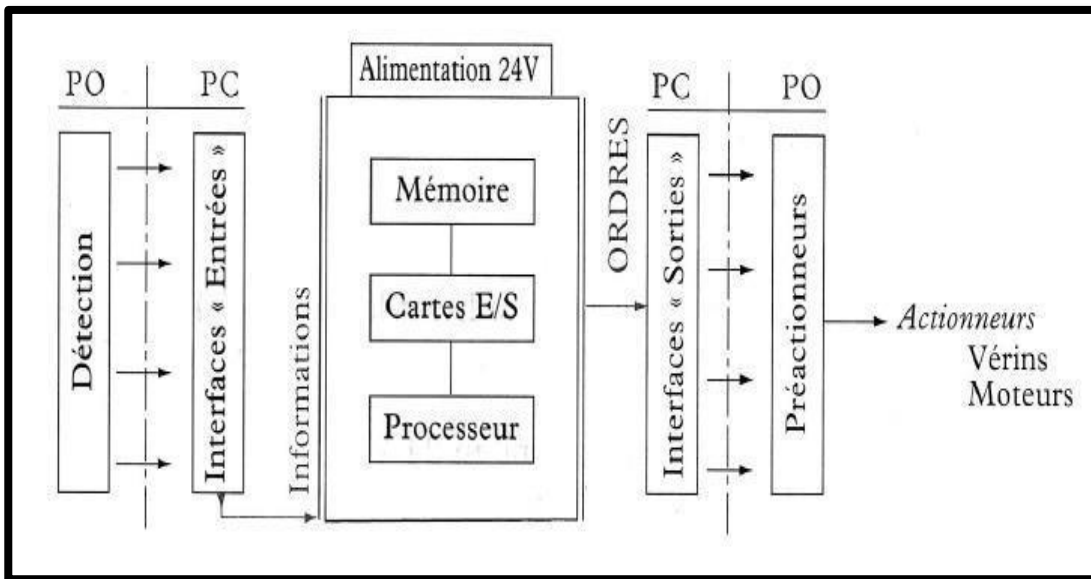 Alimentation 24V
PO
PC
PC
PO
Détection
Interfaces « Entrées »
Informations
Mémoire
Cartes E/S
Processeur
ORDRES
Interfaces « Sorties »
Préactionneurs
Actionneurs
Vérins
Moteurs